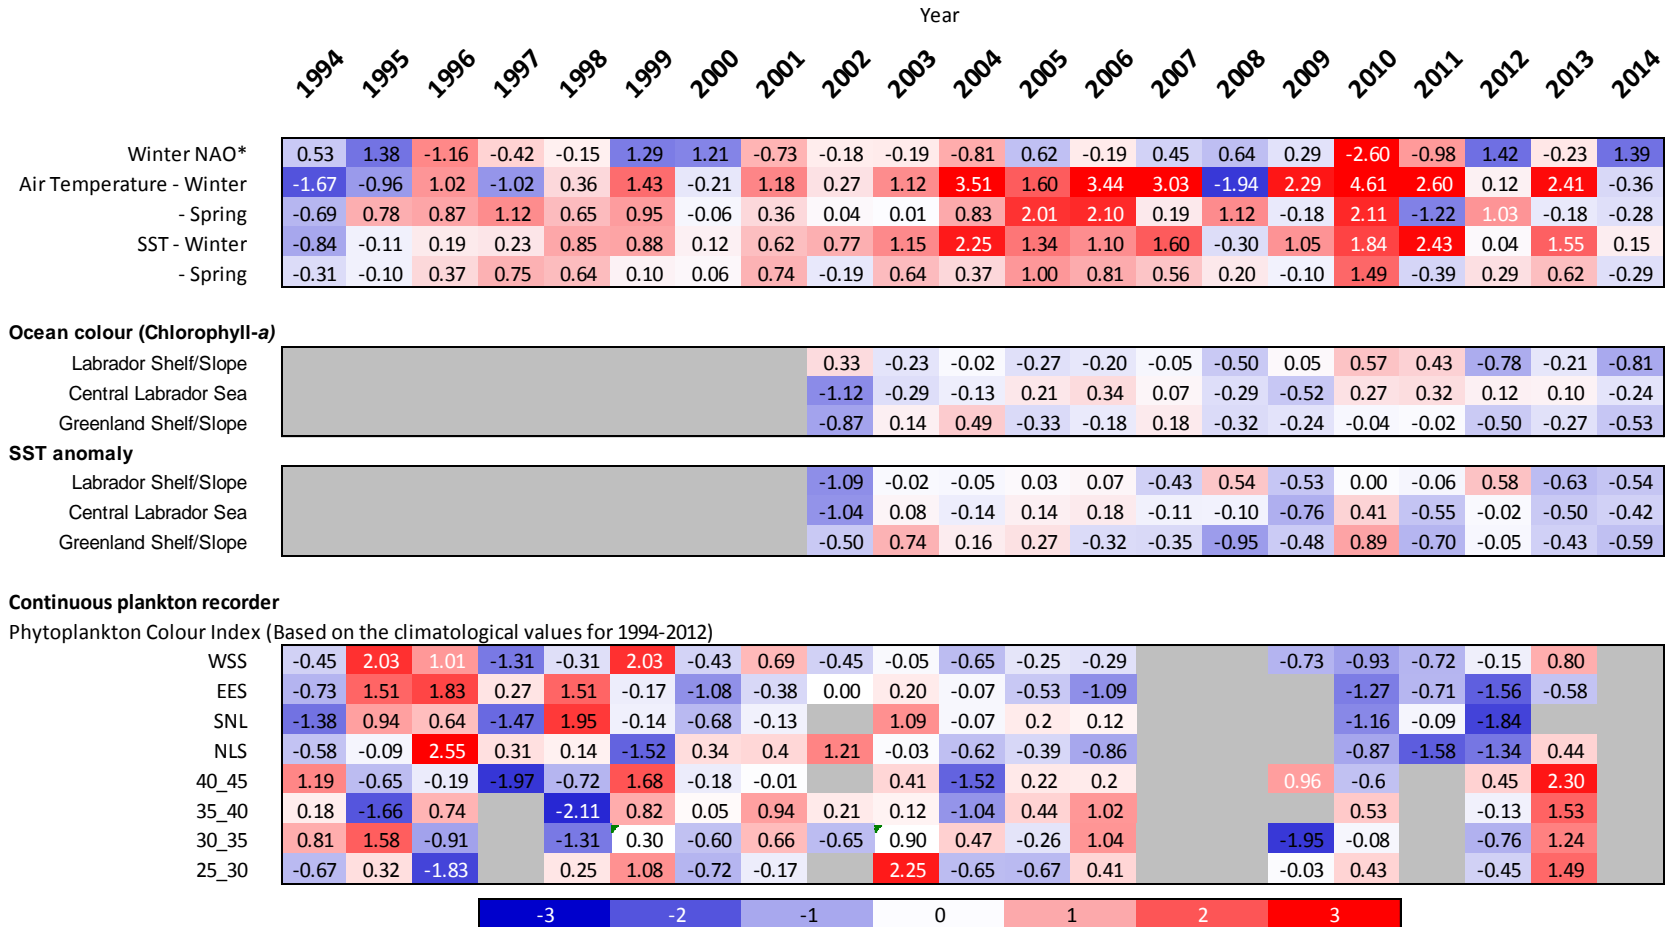 Year
1994 1995 1996 1997 1998 1999 2000 2001 2002 2003 2004 2005 2006 2007 2008 2009 2010 2011 2012 2013 2014
Winter NAO* 0.53 1.38 -1.16 -0.42 -0.15 1.29 1.21 -0.73 -0.18 -0.19 -0.81 0.62 -0.19 0.45 0.64 0.29 -2.60 -0.98 1.42 -0.23 1.39
Air Temperature - Winter -1.67 -0.96 1.02 -1.02 0.36 1.43 -0.21 1.18 0.27 1.12 3.51 1.60 3.44 3.03 -1.94 2.29 4.61 2.60 0.12 2.41 -0.36
- Spring -0.69 0.78 0.87 1.12 0.65 0.95 -0.06 0.36 0.04 0.01 0.83 2.01 2.10 0.19 1.12 -0.18 2.11 -1.22 1.03 -0.18 -0.28
SST - Winter -0.84 -0.11 0.19 0.23 0.85 0.88 0.12 0.62 0.77 1.15 2.25 1.34 1.10 1.60 -0.30 1.05 1.84 2.43 0.04 1.55 0.15
- Spring -0.31 -0.10 0.37 0.75 0.64 0.10 0.06 0.74 -0.19 0.64 0.37 1.00 0.81 0.56 0.20 -0.10 1.49 -0.39 0.29 0.62 -0.29
Ocean colour (Chlorophyll-a)
Labrador Shelf/Slope 0.33 -0.23 -0.02 -0.27 -0.20 -0.05 -0.50 0.05 0.57 0.43 -0.78 -0.21 -0.81
Central Labrador Sea -1.12 -0.29 -0.13 0.21 0.34 0.07 -0.29 -0.52 0.27 0.32 0.12 0.10 -0.24
Greenland Shelf/Slope -0.87 0.14 0.49 -0.33 -0.18 0.18 -0.32 -0.24 -0.04 -0.02 -0.50 -0.27 -0.53
SST anomaly
Labrador Shelf/Slope -1.09 -0.02 -0.05 0.03 0.07 -0.43 0.54 -0.53 0.00 -0.06 0.58 -0.63 -0.54
Central Labrador Sea -1.04 0.08 -0.14 0.14 0.18 -0.11 -0.10 -0.76 0.41 -0.55 -0.02 -0.50 -0.42
Greenland Shelf/Slope -0.50 0.74 0.16 0.27 -0.32 -0.35 -0.95 -0.48 0.89 -0.70 -0.05 -0.43 -0.59
Continuous plankton recorder
Phytoplankton Colour Index (Based on the climatological values for 1994-2012)
WSS -0.45 2.03 1.01 -1.31 -0.31 2.03 -0.43 0.69 -0.45 -0.05 -0.65 -0.25 -0.29 -0.73 -0.93 -0.72 -0.15 0.80
EES -0.73 1.51 1.83 0.27 1.51 -0.17 -1.08 -0.38 0.00 0.20 -0.07 -0.53 -1.09 -1.27 -0.71 -1.56 -0.58
SNL -1.38 0.94 0.64 -1.47 1.95 -0.14 -0.68 -0.13 1.09 -0.07 0.2 0.12 -1.16 -0.09 -1.84
NLS -0.58 -0.09 2.55 0.31 0.14 -1.52 0.34 0.4 1.21 -0.03 -0.62 -0.39 -0.86 -0.87 -1.58 -1.34 0.44
40_45 1.19 -0.65 -0.19 -1.97 -0.72 1.68 -0.18 -0.01 0.41 -1.52 0.22 0.2 0.96 -0.6 0.45 2.30
35_40 0.18 -1.66 0.74 -2.11 0.82 0.05 0.94 0.21 0.12 -1.04 0.44 1.02 0.53 -0.13 1.53
30_35 0.81 1.58 -0.91 -1.31 0.30 -0.60 0.66 -0.65 0.90 0.47 -0.26 1.04 -1.95 -0.08 -0.76 1.24
25_30 -0.67 0.32 -1.83 0.25 1.08 -0.72 -0.17 2.25 -0.65 -0.67 0.41 -0.03 0.43 -0.45 1.49
-3 -2 -1 0 1 2 3